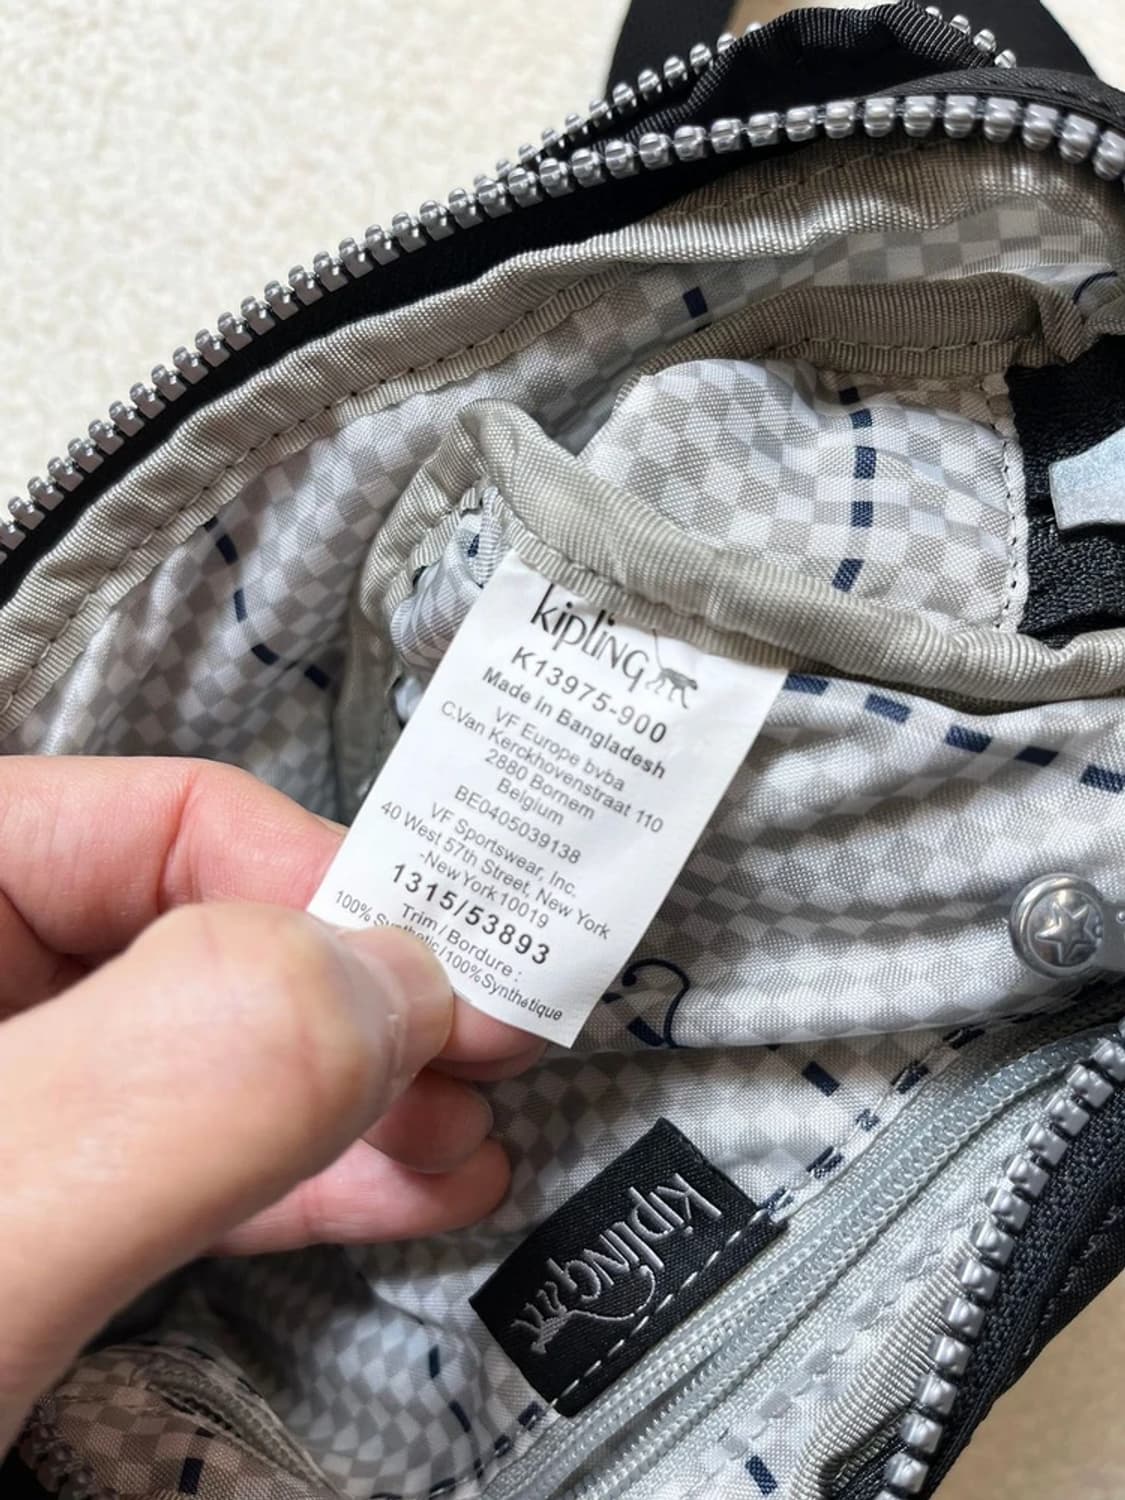 kipling
K13975-900
Made In Bangladesh
VF Europe bvba
C.Van Kerckhovenstraat 110
2880 Bornem
Belgium
BE0405039138
VF Sportswear, Inc.
40 West 57th Street, New York
-New York 10019
1315/53893
Trim / Bordure :
100% Synthetic/100%Synthétique
kipling